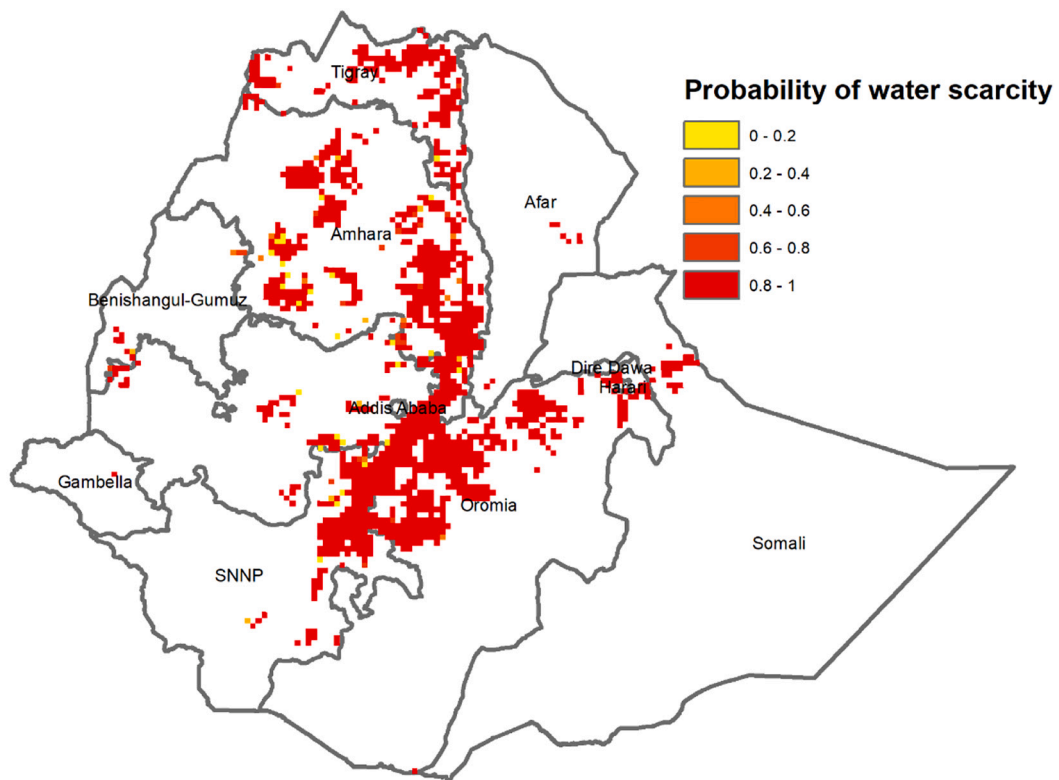 Tigray
Probability of water scarcity
0 - 0.2
0.2 - 0.4
0.4 - 0.6
0.6 - 0.8
0.8 - 1
Afar
Amhara
Benishangul-Gumuz
Dire Dawa
Harari
Addis Ababa
Gambella
Oromia
Somali
SNNP